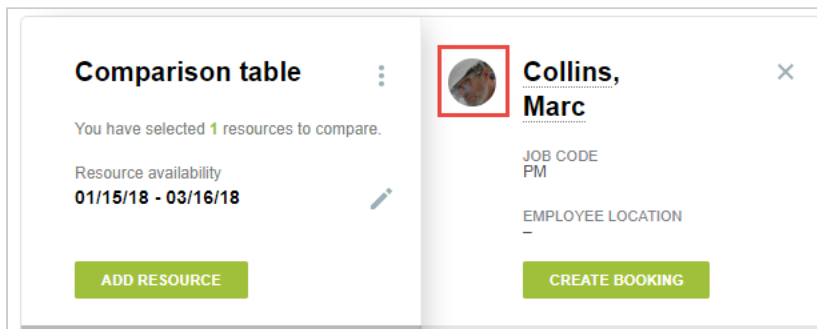 Comparison table
You have selected 1 resources to compare.
Resource availability
01/15/18 - 03/16/18
ADD RESOURCE
Collins,
Marc
JOB CODE
PM
EMPLOYEE LOCATION
–
CREATE BOOKING